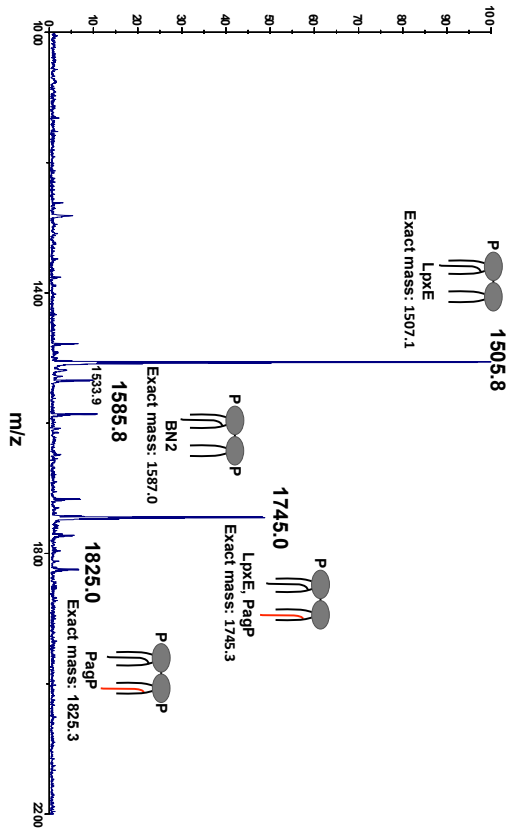 100
90
80
70
60
50
40
30
20
10
0
1000
1400
1800
2200
m/z
P
LpxE
Exact mass: 1507.1
1505.8
1533.9
1585.8
P P
BN2
Exact mass: 1587.0
1745.0
P
LpxE, PagP
Exact mass: 1745.3
1825.0
P P
PagP
Exact mass: 1825.3